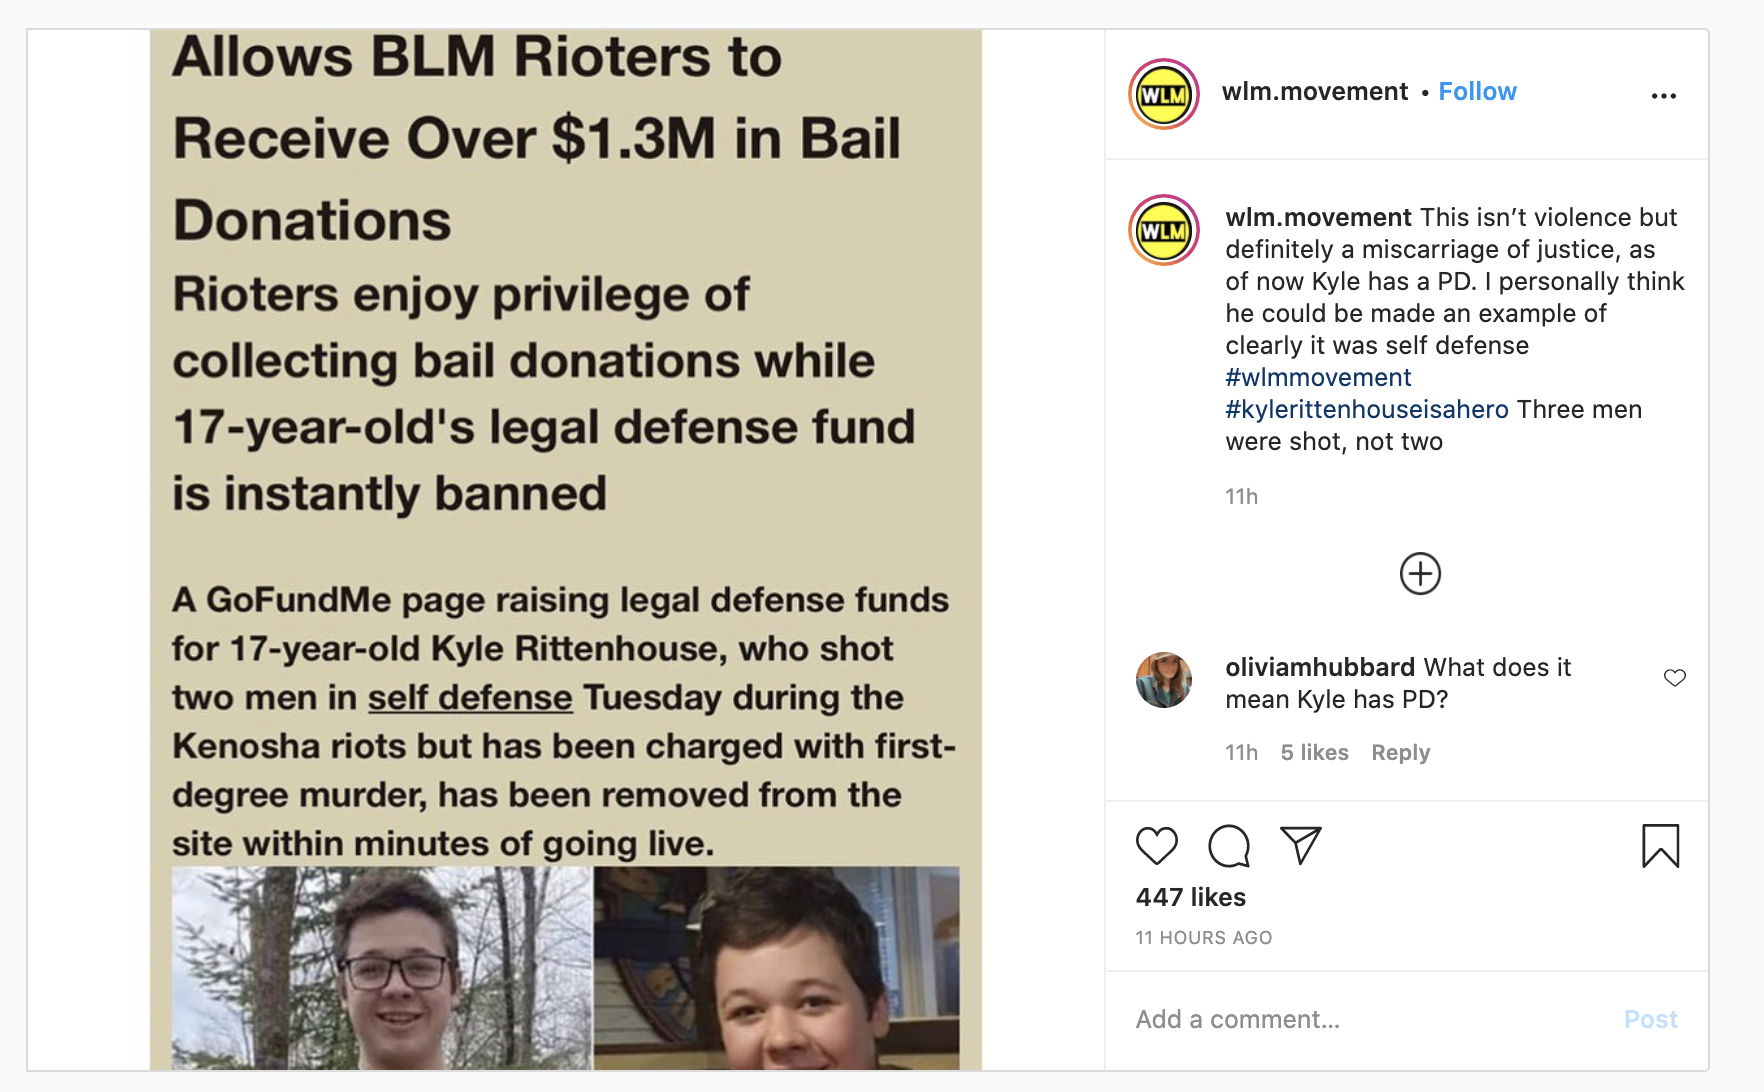 Allows BLM Rioters to
Receive Over $1.3M in Bail
Donations
Rioters enjoy privilege of
collecting bail donations while
17-year-old's legal defense fund
is instantly banned
A GoFundMe page raising legal defense funds
for 17-year-old Kyle Rittenhouse, who shot
two men in self defense Tuesday during the
Kenosha riots but has been charged with first-
degree murder, has been removed from the
site within minutes of going live.
WLM
wlm.movement • Follow
WLM
wlm.movement This isn’t violence but
definitely a miscarriage of justice, as
of now Kyle has a PD. I personally think
he could be made an example of
clearly it was self defense
#wlmmovement
#kylerittenhouseisahero Three men
were shot, not two
11h
oliviamhubbard What does it
mean Kyle has PD?
11h 5 likes Reply
447 likes
11 HOURS AGO
Add a comment...
Post